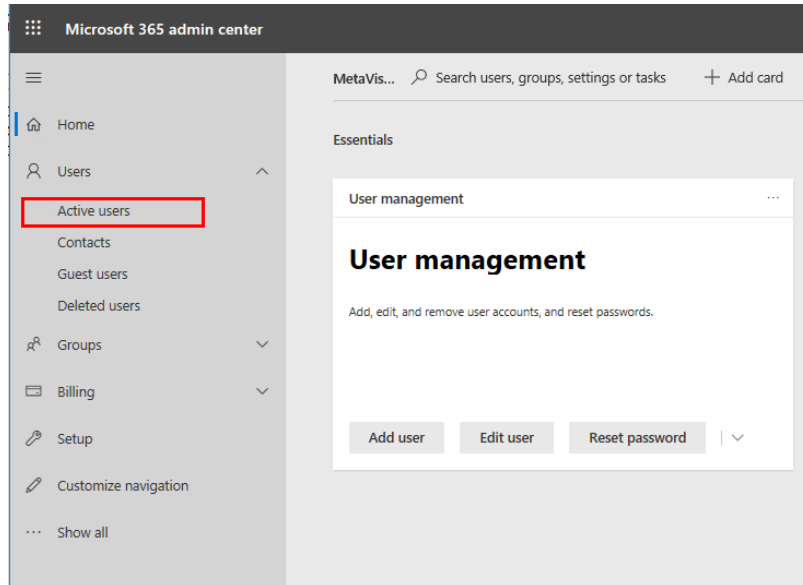 Microsoft 365 admin center
MetaVis... Search users, groups, settings or tasks Add card
Home
Users
Active users
Contacts
Guest users
Deleted users
Groups
Billing
Setup
Customize navigation
Show all
Essentials
User management
User management
Add, edit, and remove user accounts, and reset passwords.
Add user Edit user Reset password